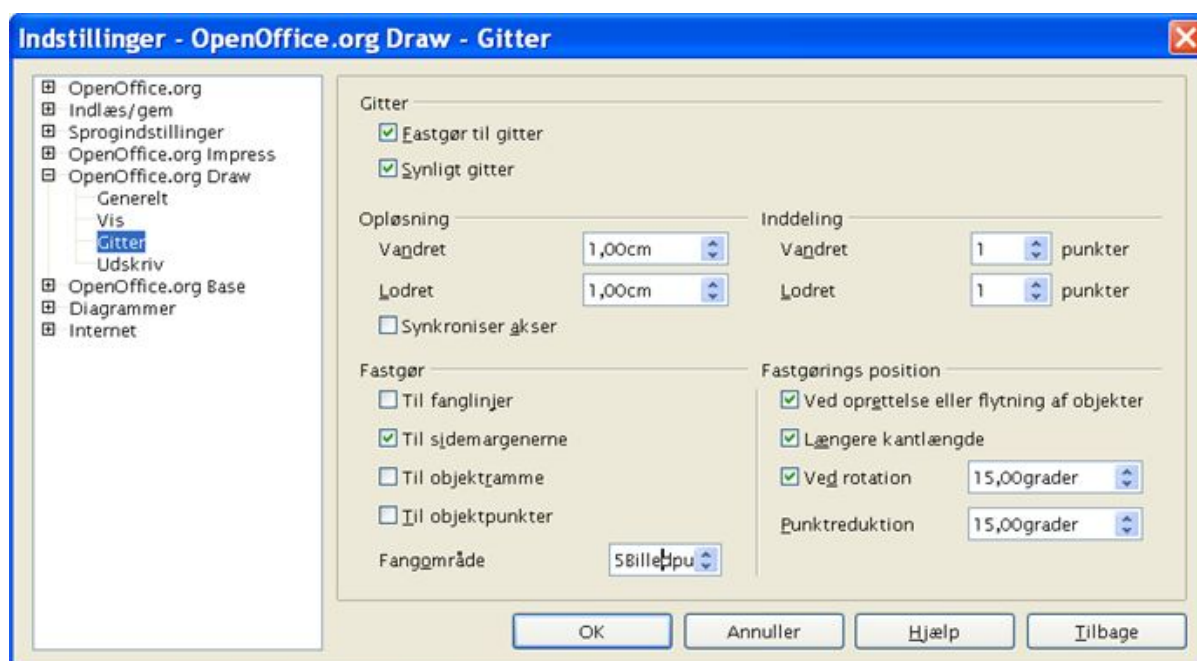 Indstillinger - OpenOffice.org Draw - Gitter
OpenOffice.org
Indlæs/gem
Sprogindstillinger
OpenOffice.org Impress
OpenOffice.org Draw
Generelt
Vis
Gitter
Udskriv
OpenOffice.org Base
Diagrammer
Internet
Gitter
Fastgør til gitter
Synligt gitter
Opløsning
Vandret 1,00cm
Lodret 1,00cm
Synkroniser akser
Inddeling
Vandret 1 punkter
Lodret 1 punkter
Fastgør
Til fanglinjer
Til sidemargenerne
Til objektramme
Til objektpunkter
Fangområde 5Billedpu
Fastgørings position
Ved oprettelse eller flytning af objekter
Længere kantlængde
Ved rotation 15,00grader
Punktreduktion 15,00grader
OK Annuller Hjælp Tilbage